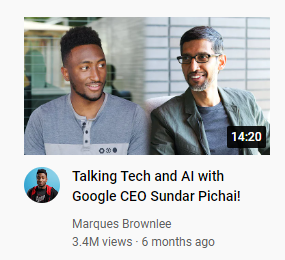 14:20
Talking Tech and AI with
Google CEO Sundar Pichai!
Marques Brownlee
3.4M views · 6 months ago